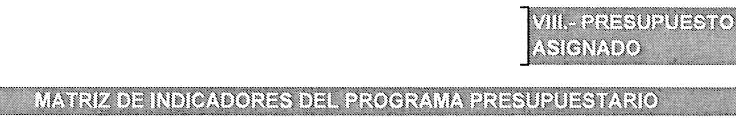 VIII.- PRESUPUESTO
ASIGNADO
MATRIZ DE INDICADORES DEL PROGRAMA PRESUPUESTARIO